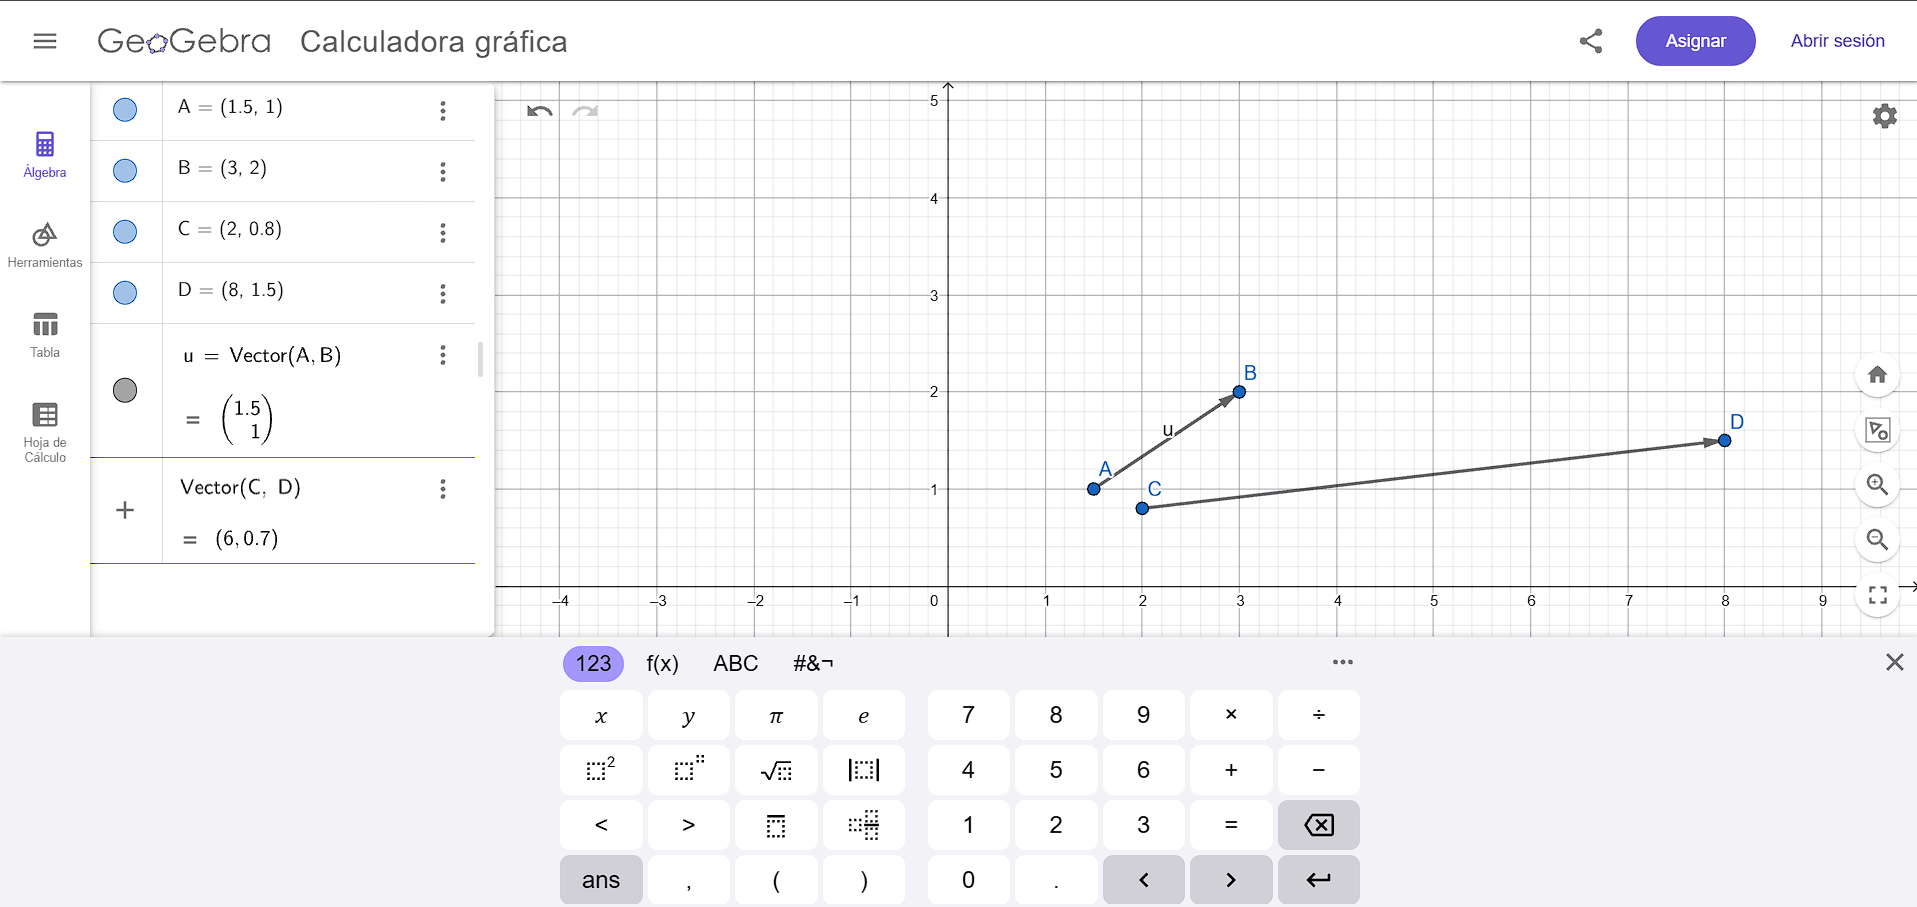 GeoGebra Calculadora gráfica
Asignar
Abrir sesión
Álgebra
Herramientas
Tabla
Hoja de
Cálculo
A = (1.5, 1)
B = (3, 2)
C = (2, 0.8)
D = (8, 1.5)
u = Vector(A, B)
= (1.5
1)
Vector(C, D)
= (6, 0.7)
5
4
3
2
1
–4 –3 –2 –1 0 1 2 3 4 5 6 7 8 9
B
u
A
C
D
123 f(x) ABC #&¬ ...
x y π e 7 8 9 × ÷
2 √ | | 4 5 6 + −
< > 1 2 3 =
ans , ( ) 0 . < >